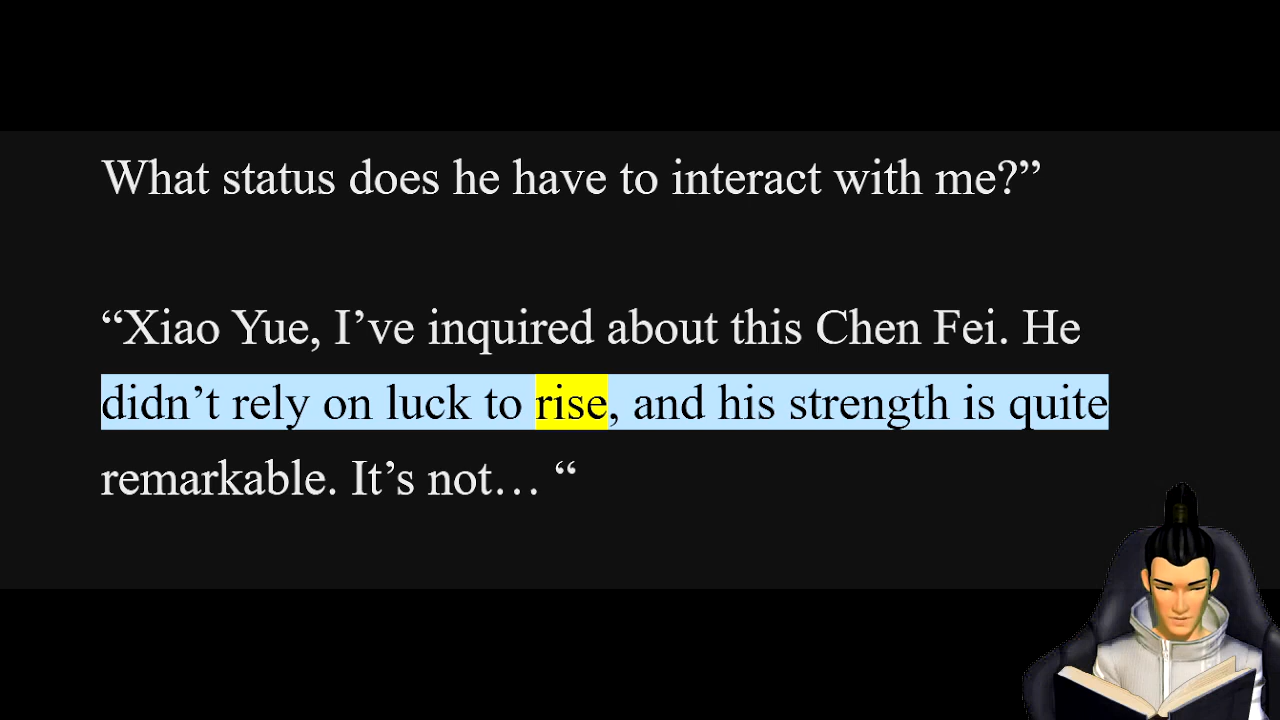 What status does he have to interact with me?”
“Xiao Yue, I’ve inquired about this Chen Fei. He
didn’t rely on luck to rise, and his strength is quite
remarkable. It’s not… “